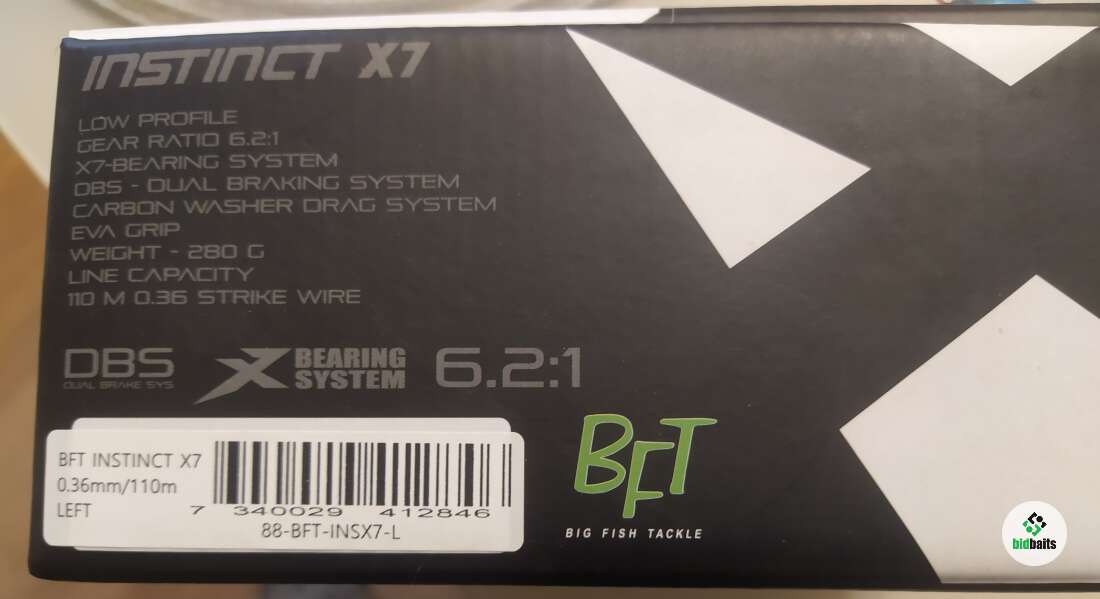 INSTINCT X7
LOW PROFILE
GEAR RATIO 6.2:1
X7-BEARING SYSTEM
DBS - DUAL BRAKING SYSTEM
CARBON WASHER DRAG SYSTEM
EVA GRIP
WEIGHT - 280 G
LINE CAPACITY
110 M 0.36 STRIKE WIRE
DBS
DUAL BRAKE SYS.
X7 BEARING
SYSTEM
6.2:1
BFT INSTINCT X7
0.36mm/110m
LEFT
7 340029 412846
88-BFT-INSX7-L
BFT
BIG FISH TACKLE
bidbaits